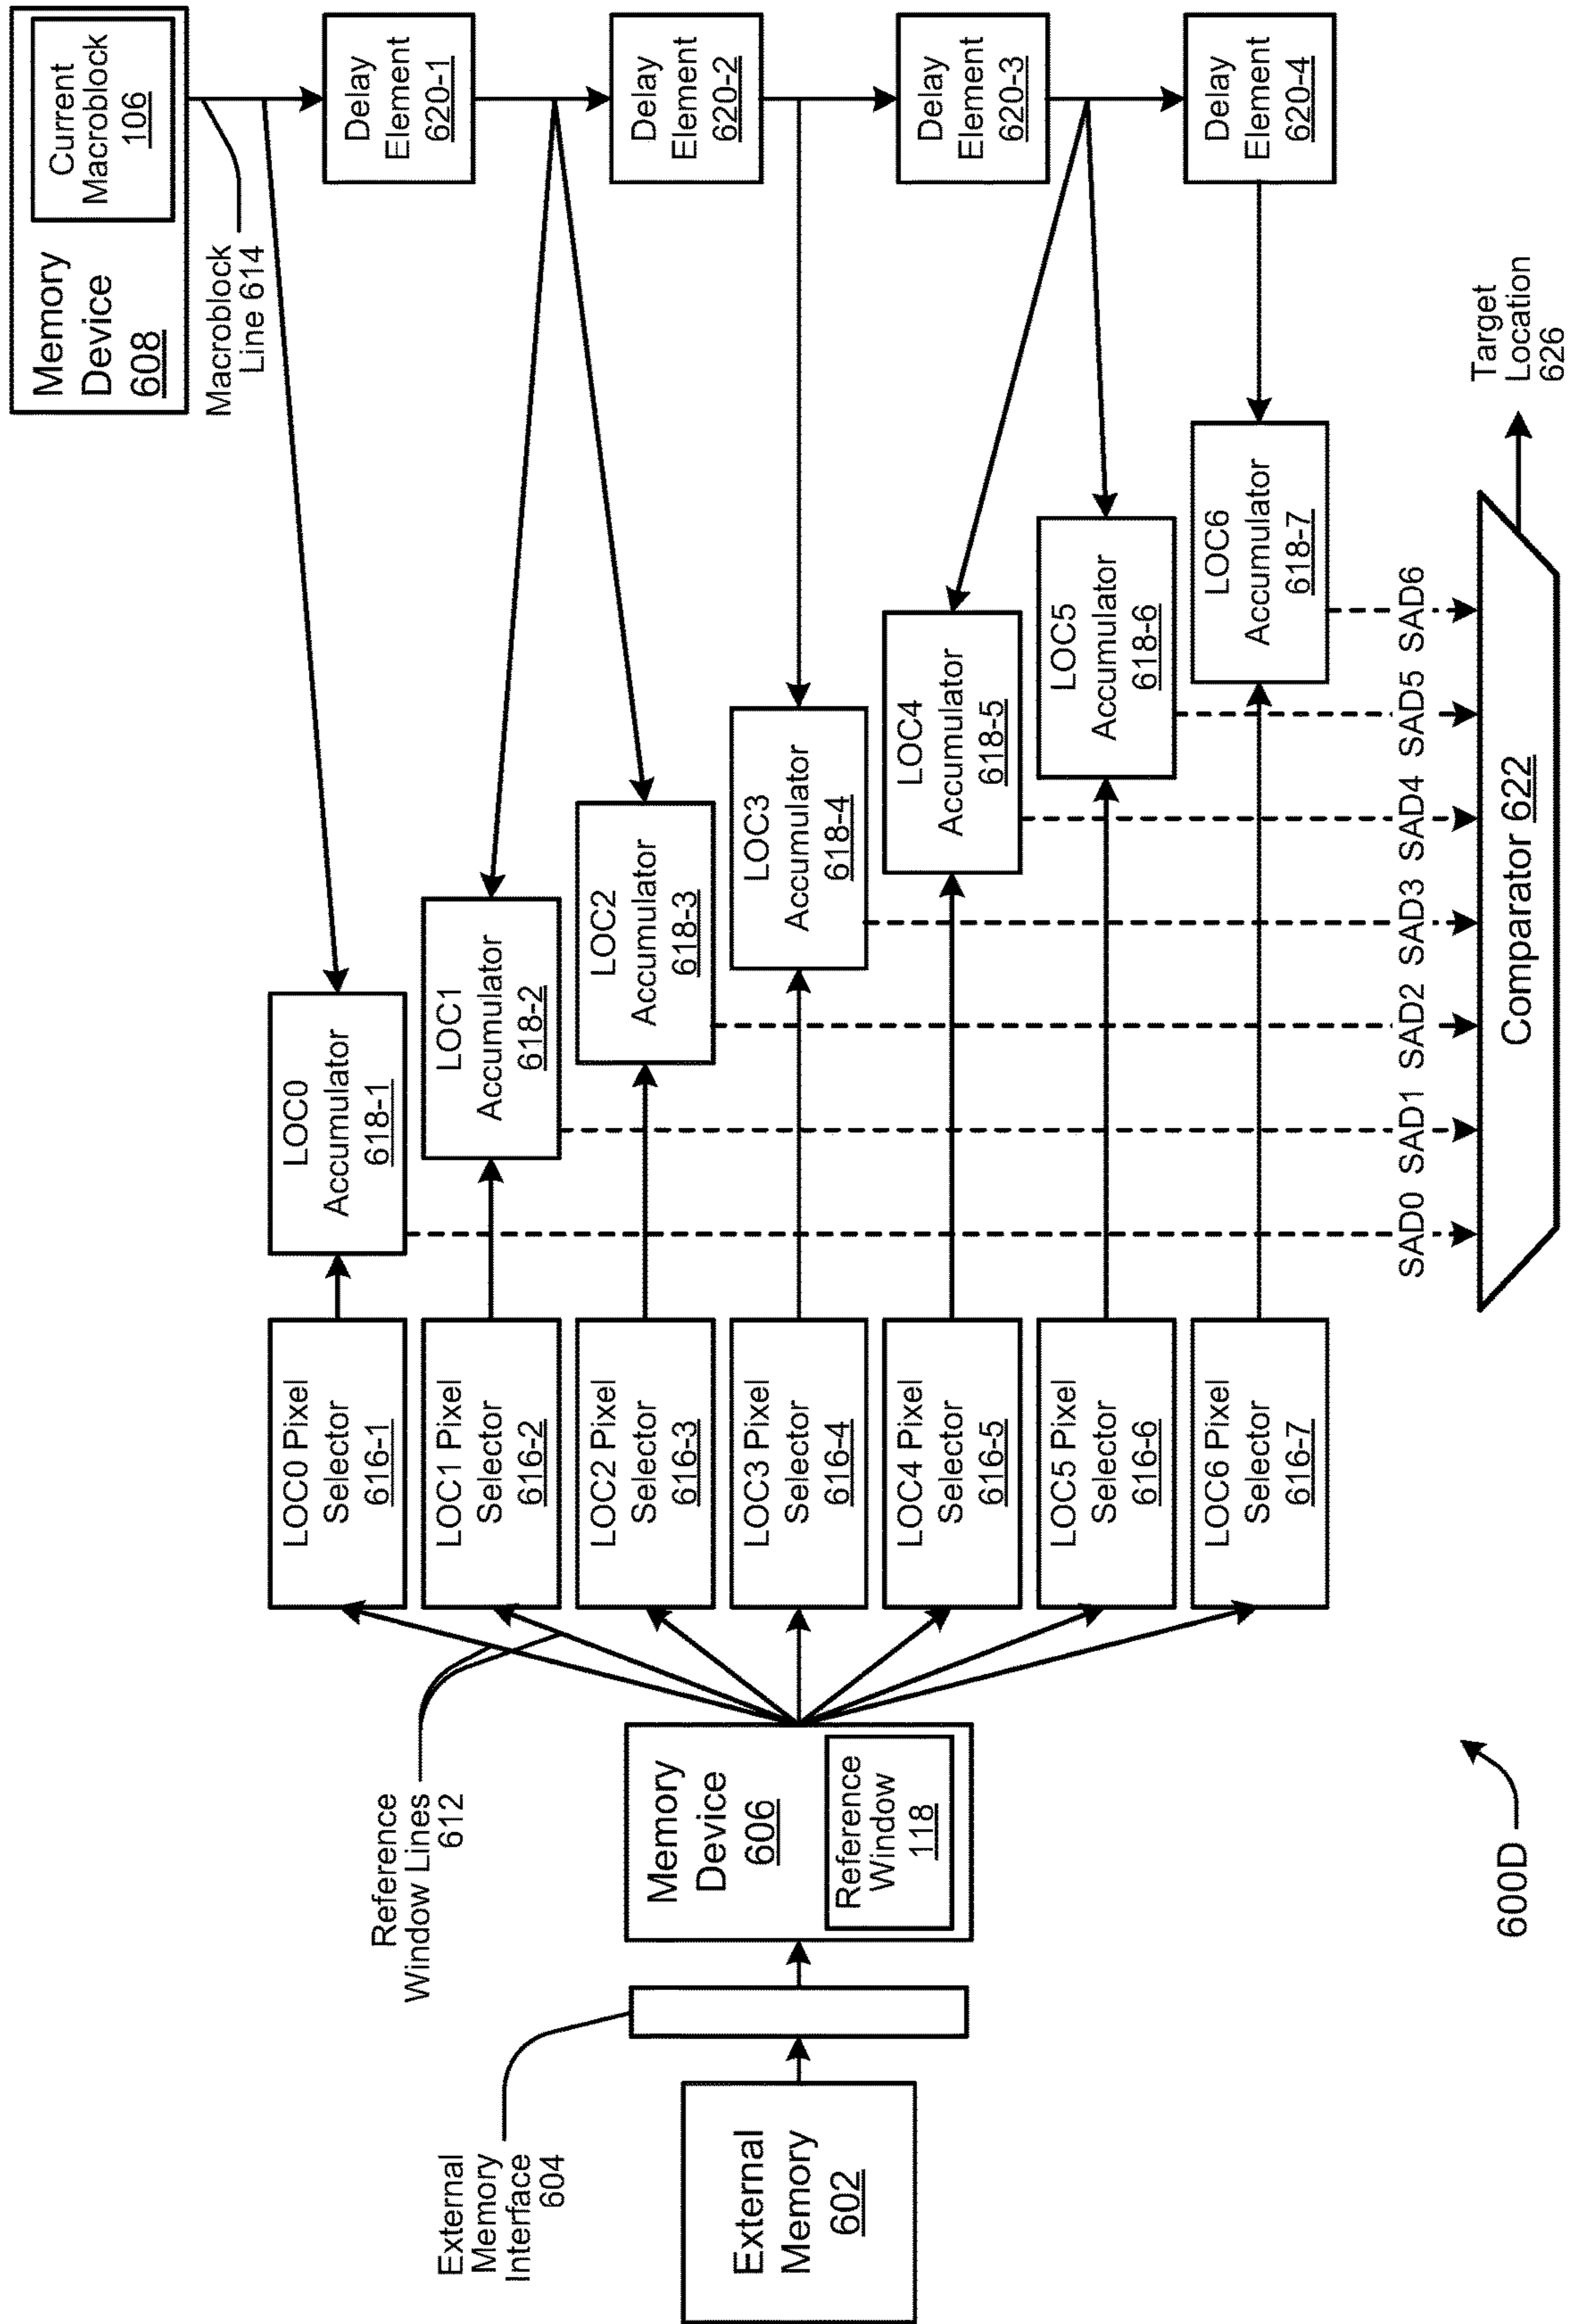 External
Memory
602
External
Memory
Interface
604
Memory
Device
606
Reference
Window
118
Reference
Window Lines
612
LOC0 Pixel
Selector
616-1
LOC1 Pixel
Selector
616-2
LOC2 Pixel
Selector
616-3
LOC3 Pixel
Selector
616-4
LOC4 Pixel
Selector
616-5
LOC5 Pixel
Selector
616-6
LOC6 Pixel
Selector
616-7
LOC0
Accumulator
618-1
LOC1
Accumulator
618-2
LOC2
Accumulator
618-3
LOC3
Accumulator
618-4
LOC4
Accumulator
618-5
LOC5
Accumulator
618-6
LOC6
Accumulator
618-7
Memory
Device
608
Current
Macroblock
106
Macroblock
Line 614
Delay
Element
620-1
Delay
Element
620-2
Delay
Element
620-3
Delay
Element
620-4
SAD0 SAD1 SAD2 SAD3 SAD4 SAD5 SAD6
Comparator 622
Target
Location
626
600D